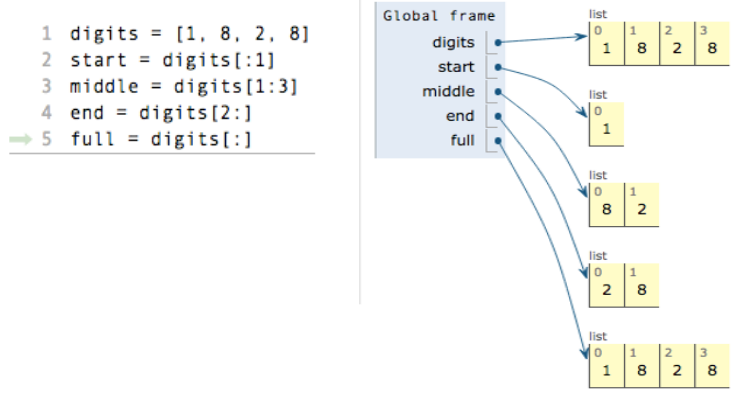 1 digits = [1, 8, 2, 8]
2 start = digits[:1]
3 middle = digits[1:3]
4 end = digits[2:]
5 full = digits[:]
Global frame
digits
start
middle
end
full
list
0 1 2 3
1 8 2 8
list
0
1
list
0 1
8 2
list
0 1
2 8
list
0 1 2 3
1 8 2 8